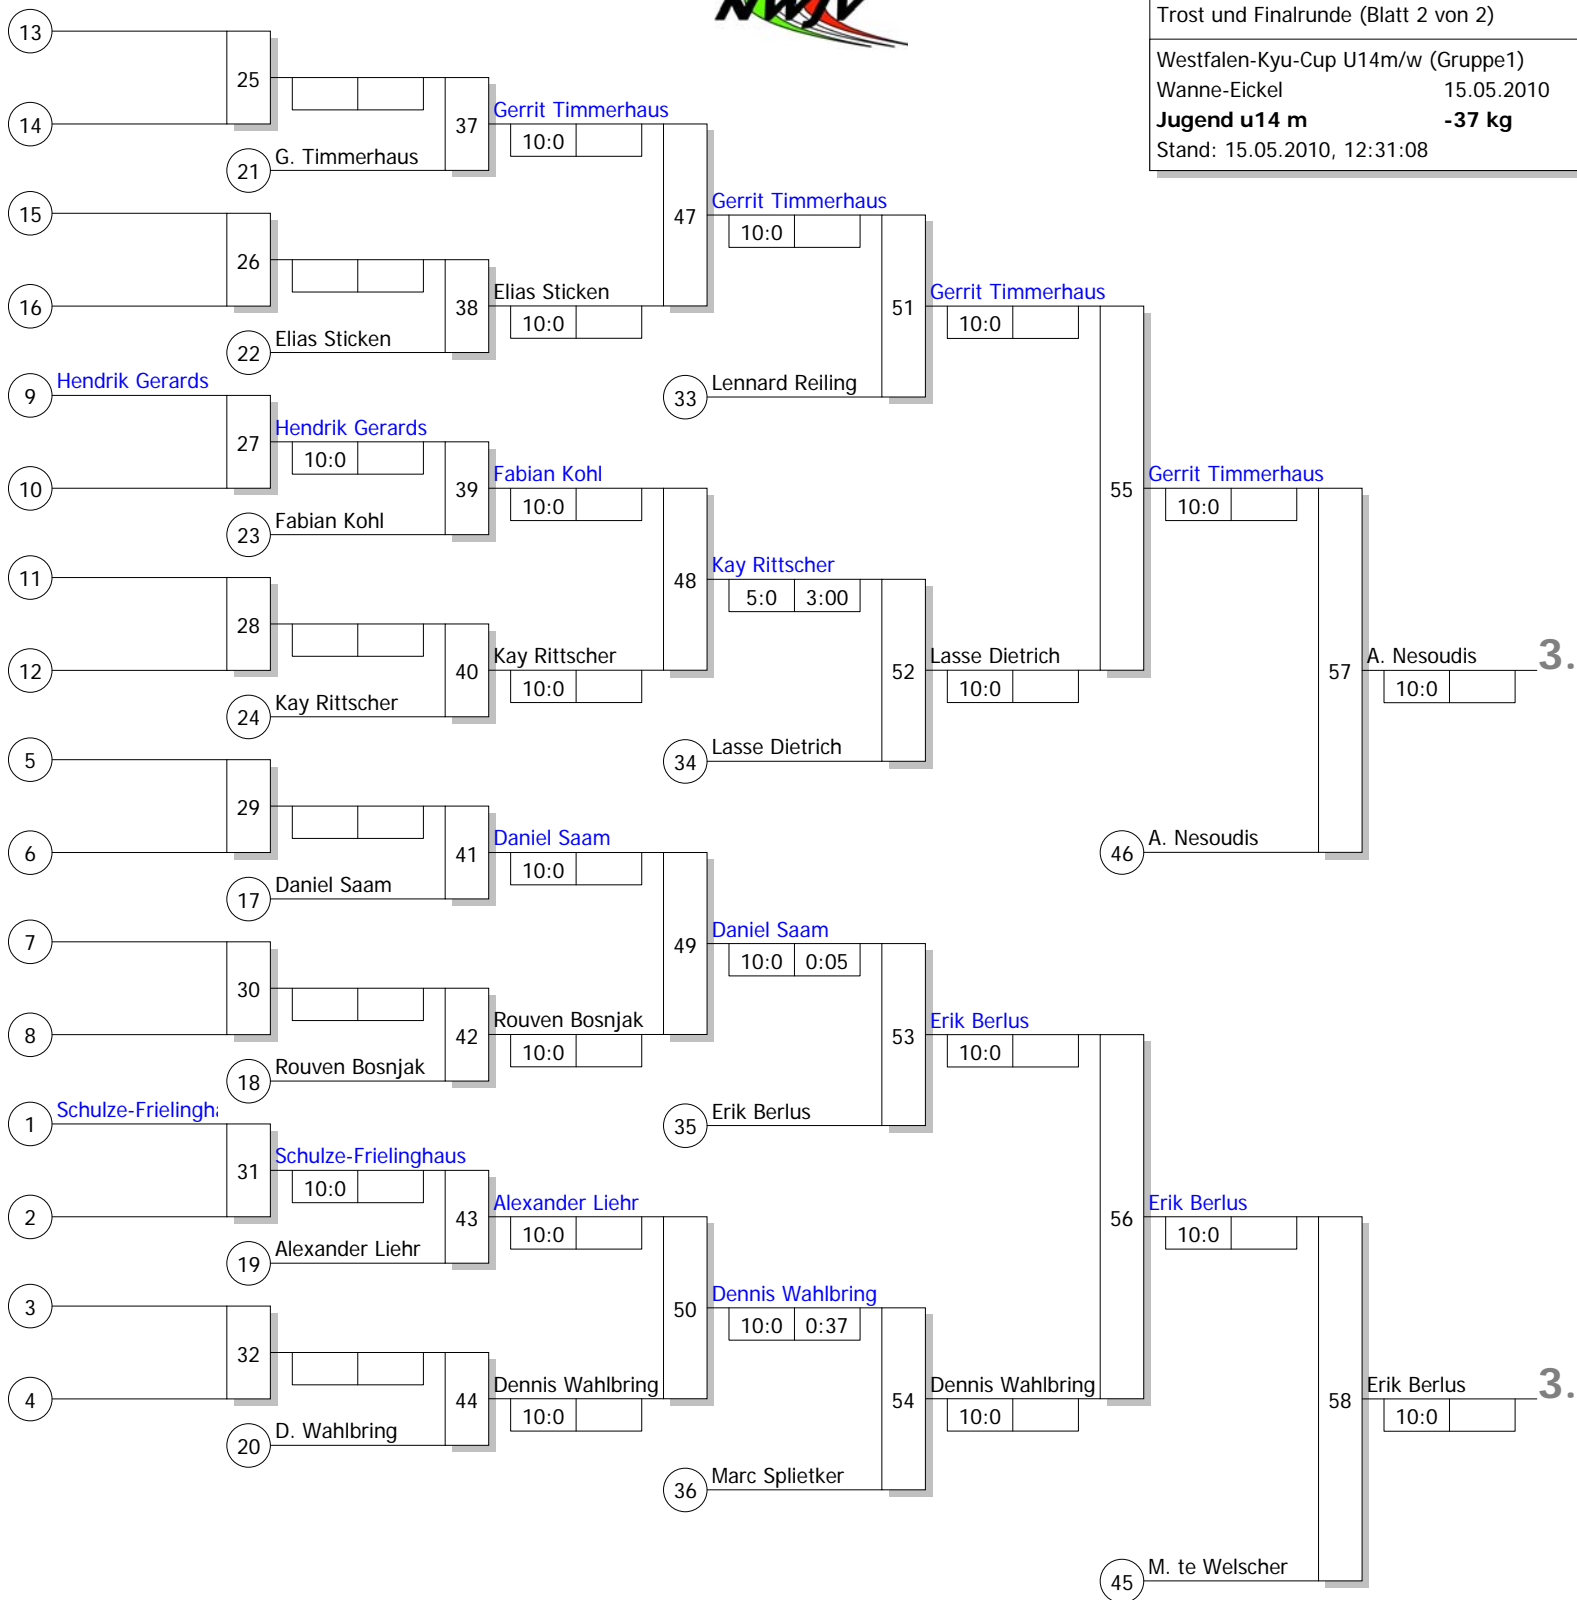 NWJV
Trost und Finalrunde (Blatt 2 von 2)
Westfalen-Kyu-Cup U14m/w (Gruppe1)
Wanne-Eickel 15.05.2010
Jugend u14 m -37 kg
Stand: 15.05.2010, 12:31:08
13
25
14
37
Gerrit Timmerhaus
10:0
21 G. Timmerhaus
15
47
Gerrit Timmerhaus
10:0
26
16
38
Elias Sticken
10:0
22 Elias Sticken
51
Gerrit Timmerhaus
10:0
33 Lennard Reiling
9 Hendrik Gerards
27
Hendrik Gerards
10:0
10
39
Fabian Kohl
10:0
23 Fabian Kohl
55
Gerrit Timmerhaus
10:0
11
48
Kay Rittscher
5:0 3:00
28
12
40
Kay Rittscher
10:0
24 Kay Rittscher
52
Lasse Dietrich
10:0
34 Lasse Dietrich
57
A. Nesoudis
10:0
3.
46 A. Nesoudis
5
29
6
41
Daniel Saam
10:0
17 Daniel Saam
7
49
Daniel Saam
10:0 0:05
30
8
42
Rouven Bosnjak
10:0
18 Rouven Bosnjak
53
Erik Berlus
10:0
35 Erik Berlus
1 Schulze-Frielingha
31
Schulze-Frielinghaus
10:0
2
43
Alexander Liehr
10:0
19 Alexander Liehr
56
Erik Berlus
10:0
3
50
Dennis Wahlbring
10:0 0:37
32
4
44
Dennis Wahlbring
10:0
20 D. Wahlbring
54
Dennis Wahlbring
10:0
36 Marc Splietker
58
Erik Berlus
10:0
3.
45 M. te Welscher